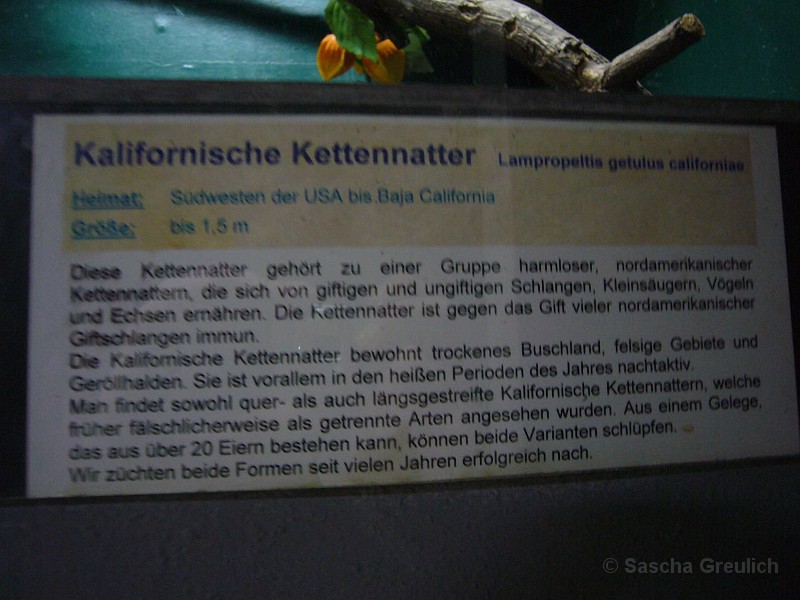 Kalifornische Kettennatter Lampropeltis getulus californiae
Heimat: Südwesten der USA bis Baja California
Größe: bis 1,5 m
Diese Kettennatter gehört zu einer Gruppe harmloser, nordamerikanischer
Kettennattern, die sich von giftigen und ungiftigen Schlangen, Kleinsäugern, Vögeln
und Echsen ernähren. Die Kettennatter ist gegen das Gift vieler nordamerikanischer
Giftschlangen immun.
Die Kalifornische Kettennatter bewohnt trockenes Buschland, felsige Gebiete und
Geröllhalden. Sie ist vorallem in den heißen Perioden des Jahres nachtaktiv.
Man findet sowohl quer- als auch längsgestreifte Kalifornische Kettennattern, welche
früher fälschlicherweise als getrennte Arten angesehen wurden. Aus einem Gelege,
das aus über 20 Eiern bestehen kann, können beide Varianten schlüpfen.
Wir züchten beide Formen seit vielen Jahren erfolgreich nach.
© Sascha Greulich